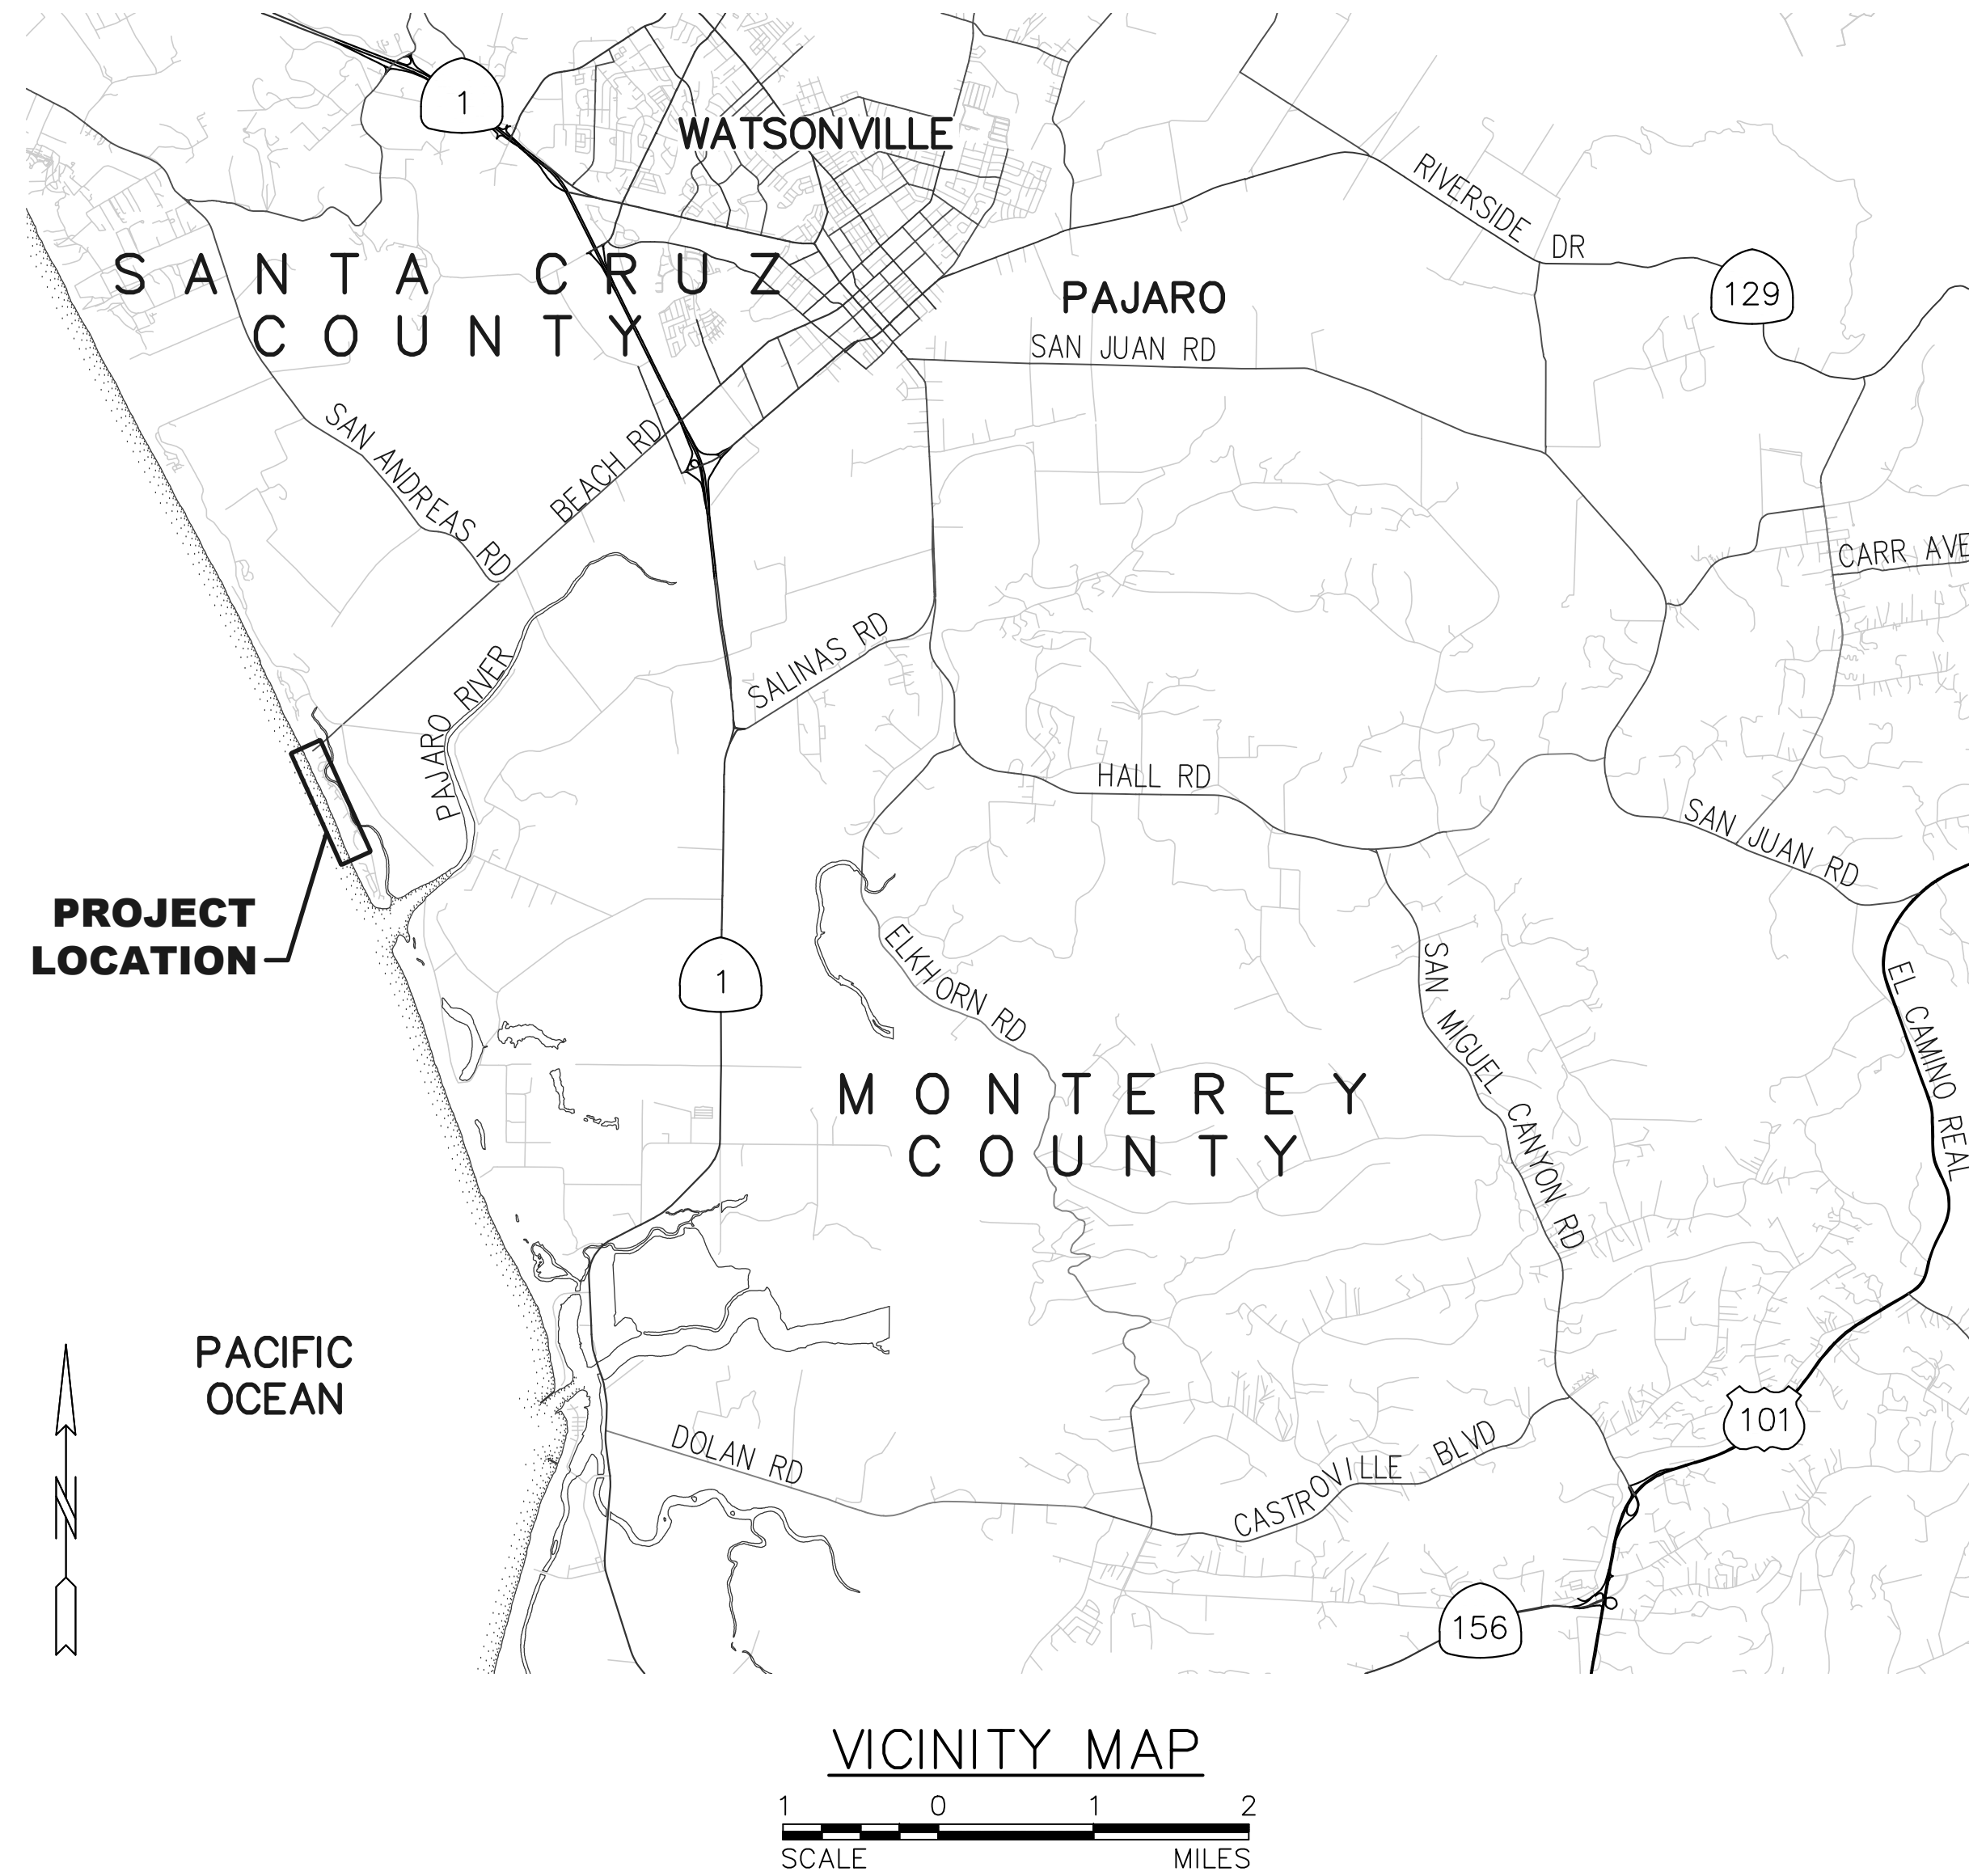 1
WATSONVILLE
RIVERSIDE DR
SANTA CRUZ
COUNTY
PAJARO
129
SAN JUAN RD
SAN ANDREAS RD
BEACH RD
CARR AVE
PAJARO RIVER
SALINAS RD
HALL RD
SAN JUAN RD
PROJECT
LOCATION
1
ELKHORN RD
SAN MIGUEL CANYON RD
EL CAMINO REAL
MONTEREY
COUNTY
PACIFIC
OCEAN
N
DOLAN RD
CASTROVILLE BLVD
101
156
VICINITY MAP
1 0 1 2
SCALE MILES